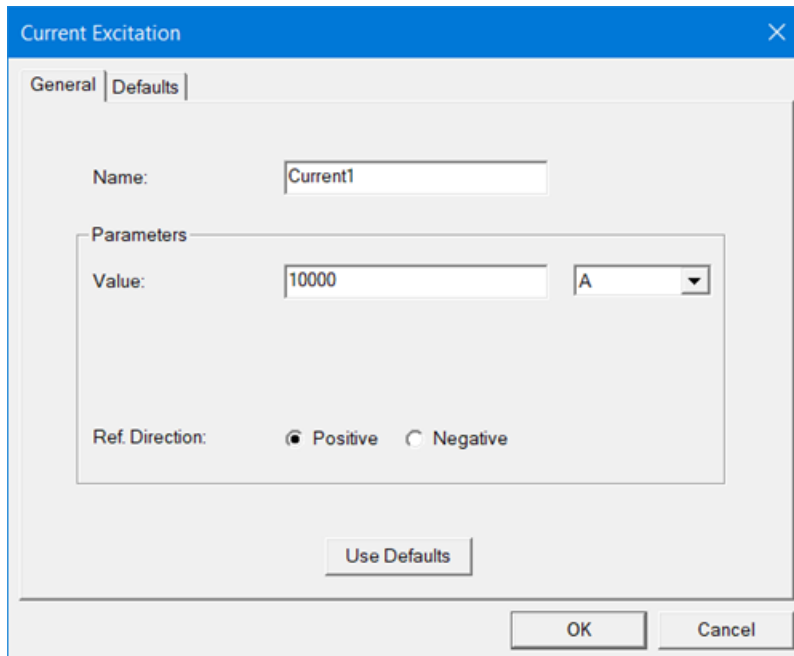 Current Excitation
General Defaults
Name: Current1
Parameters
Value: 10000 A
Ref. Direction: Positive Negative
Use Defaults
OK Cancel